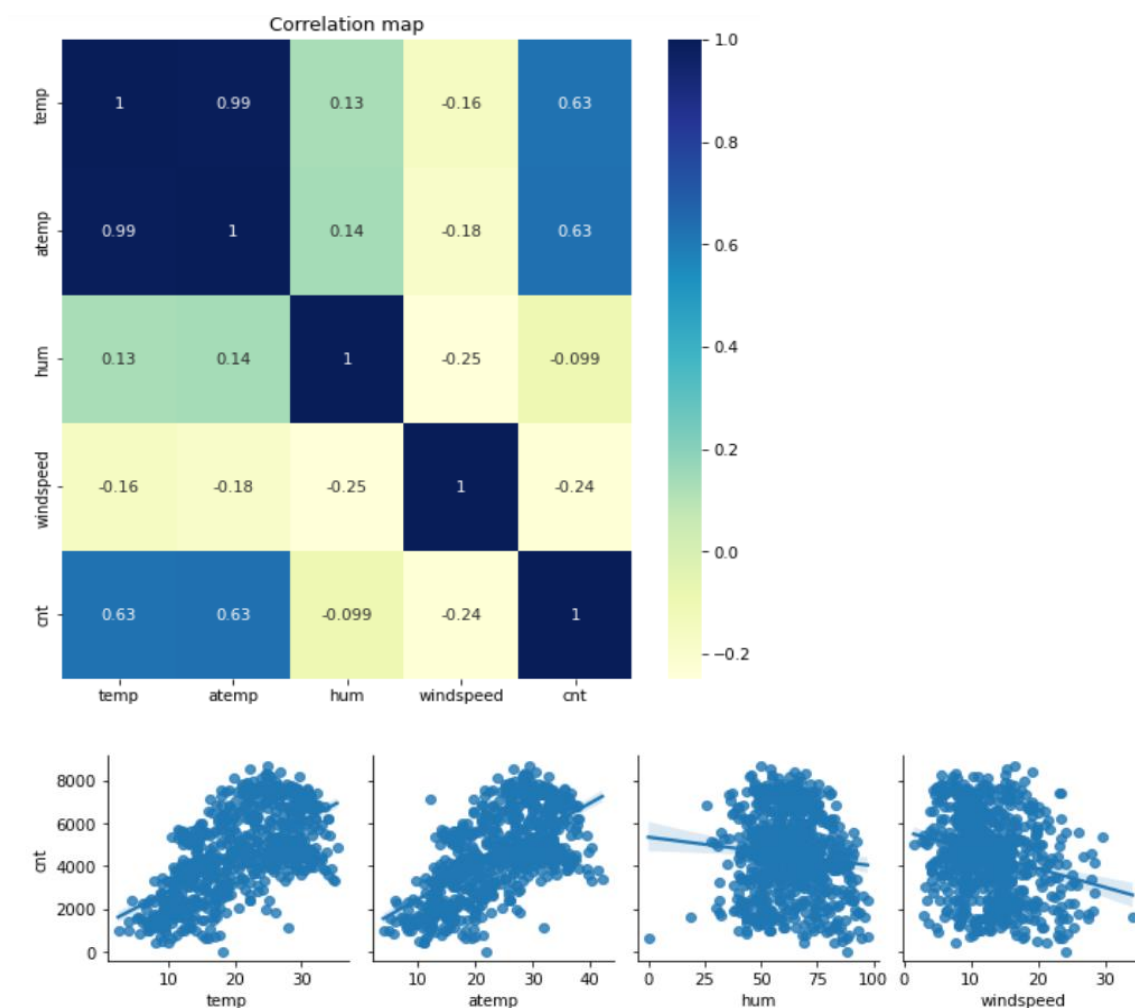 Correlation map
temp 1 0.99 0.13 -0.16 0.63
atemp 0.99 1 0.14 -0.18 0.63
hum 0.13 0.14 1 -0.25 -0.099
windspeed -0.16 -0.18 -0.25 1 -0.24
cnt 0.63 0.63 -0.099 -0.24 1
temp atemp hum windspeed cnt
1.0
0.8
0.6
0.4
0.2
0.0
−0.2
8000
6000
4000
2000
0
cnt
10 20 30
temp
10 20 30 40
atemp
0 25 50 75 100
hum
0 10 20 30
windspeed